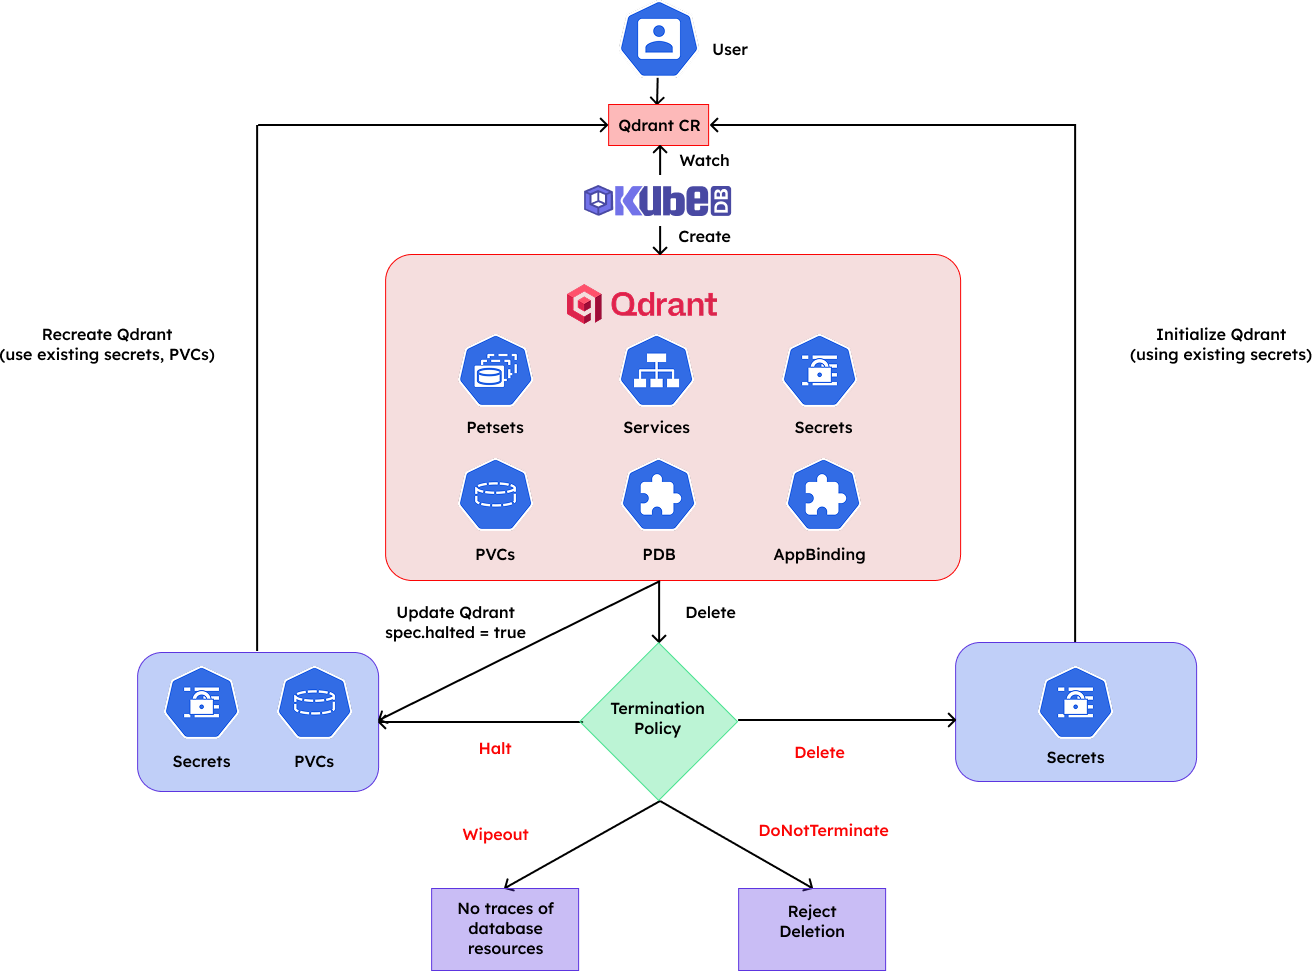 User
Qdrant CR
Watch
KubeDB
Create
Qdrant
Recreate Qdrant
(use existing secrets, PVCs)
Initialize Qdrant
(using existing secrets)
Petsets
Services
Secrets
PVCs
PDB
AppBinding
Update Qdrant
spec.halted = true
Delete
Termination
Policy
Secrets
PVCs
Halt
Delete
Secrets
Wipeout
DoNotTerminate
No traces of
database
resources
Reject
Deletion